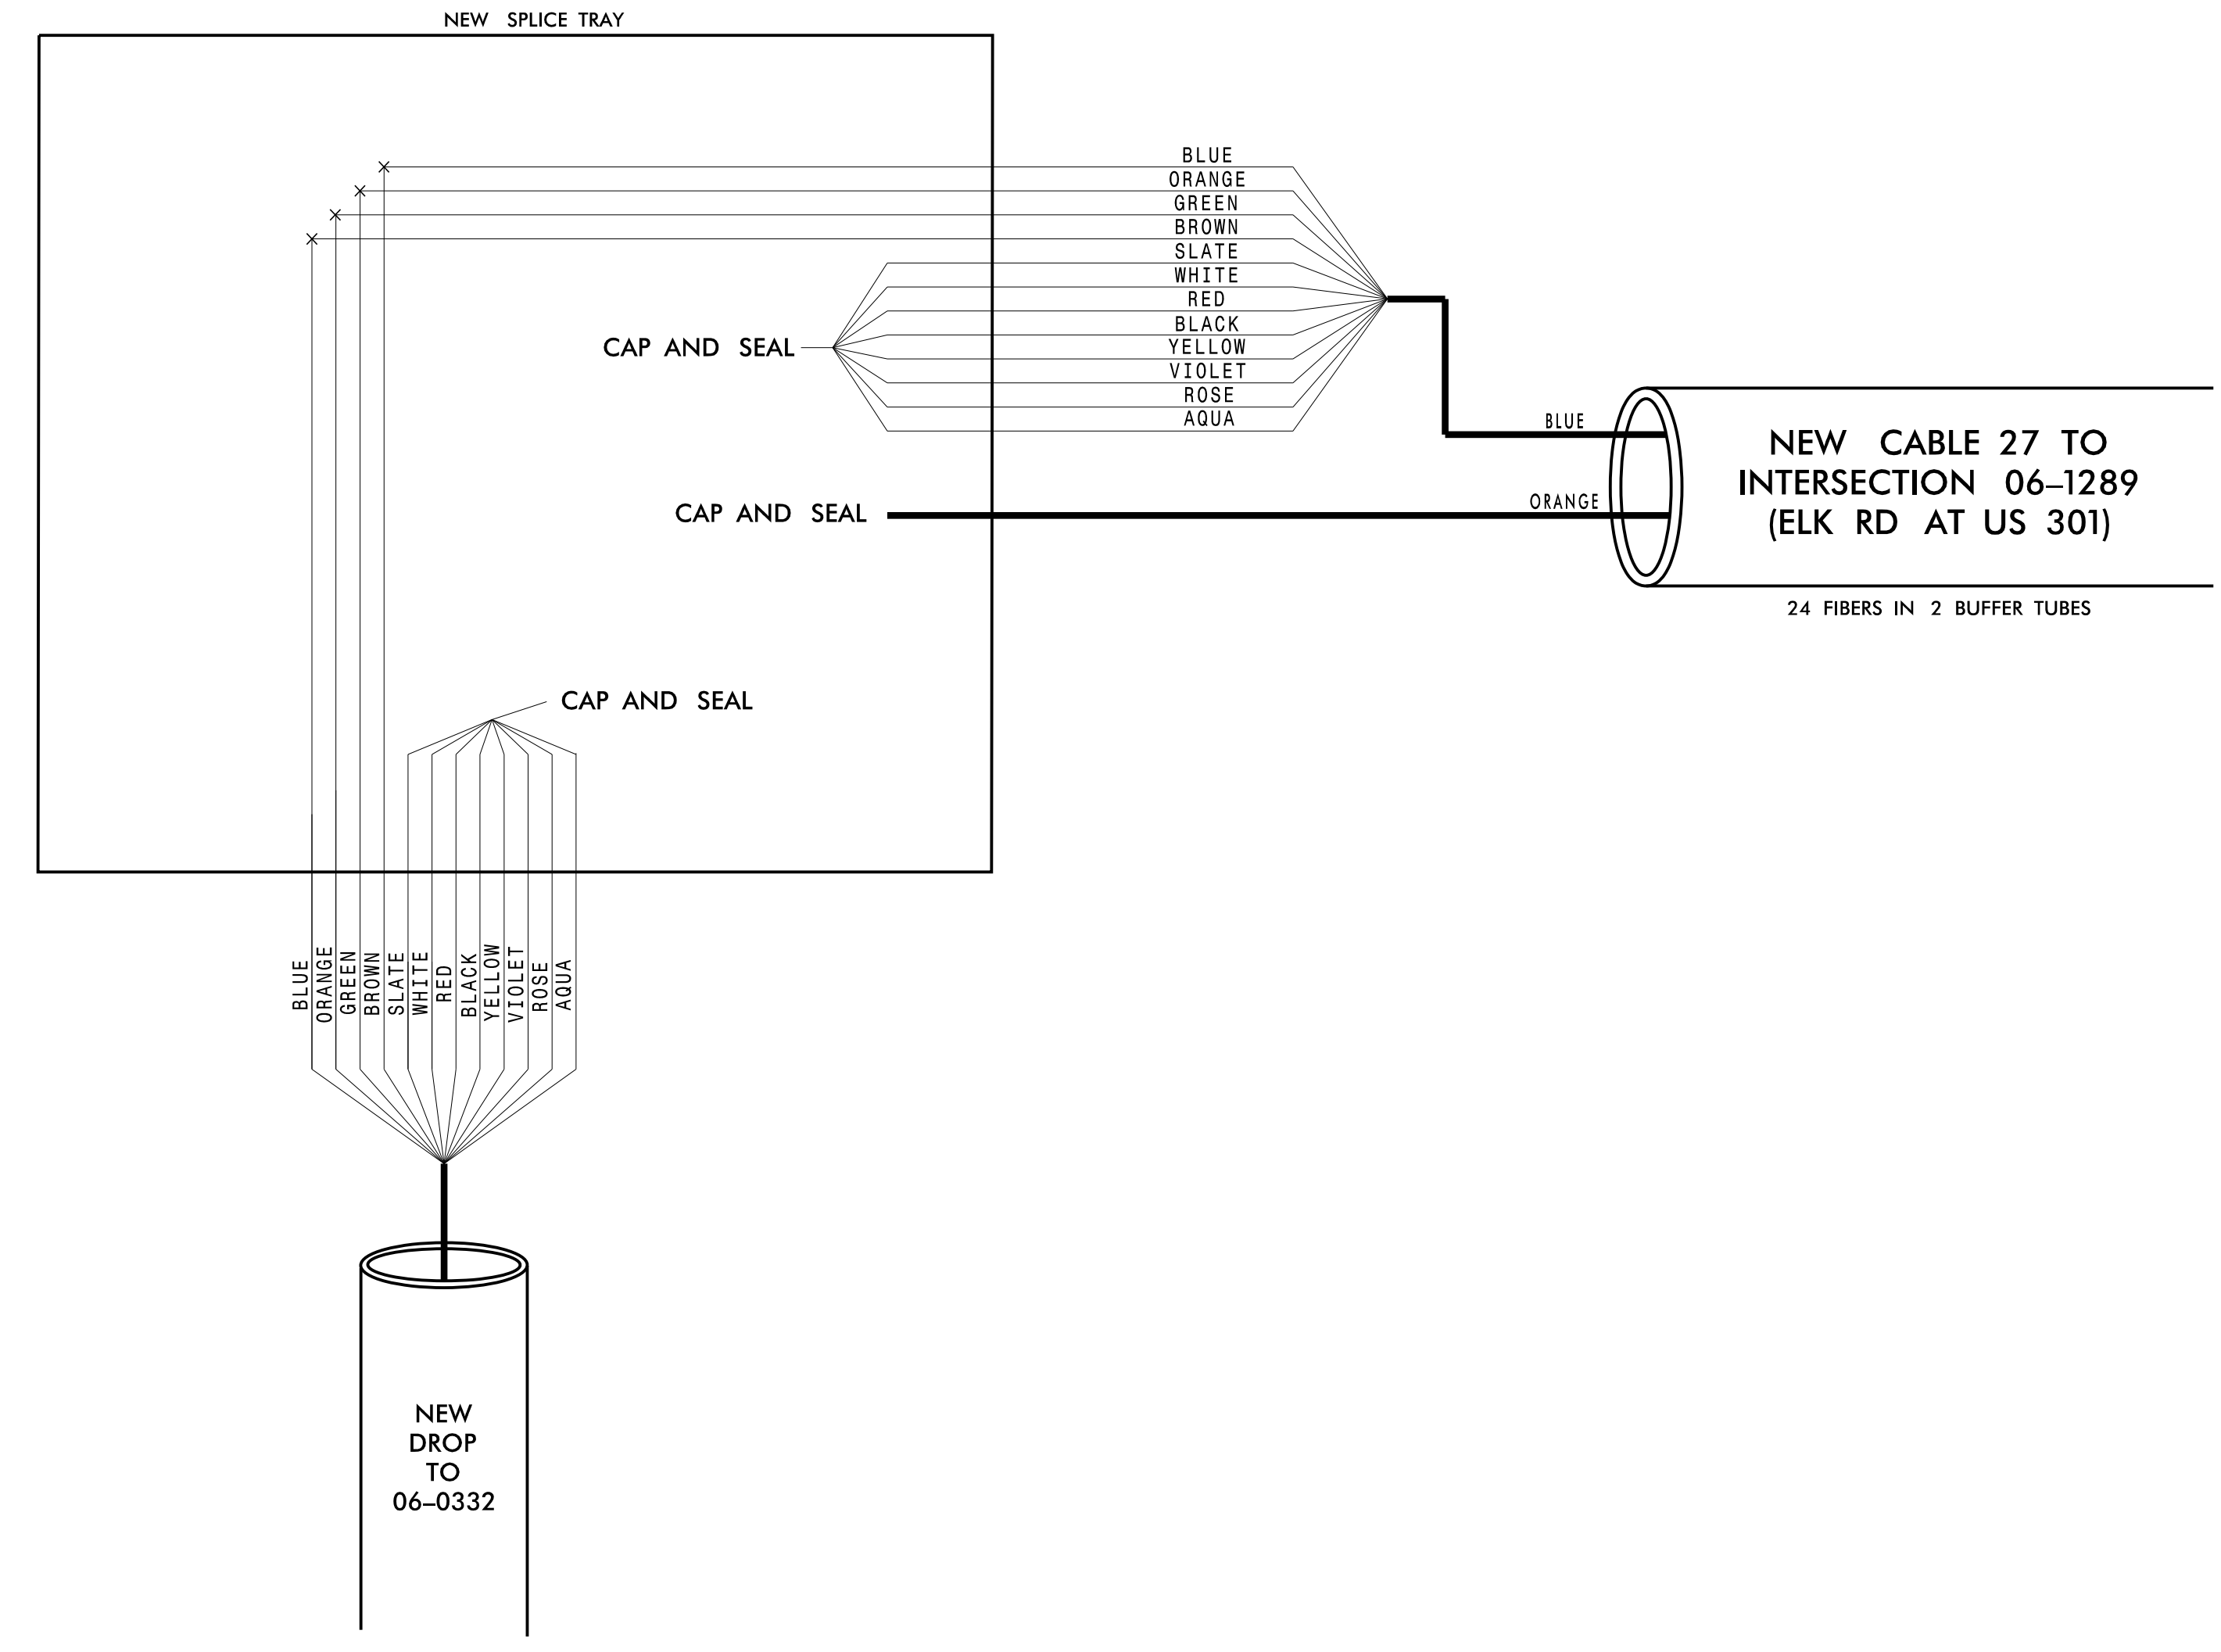 NEW SPLICE TRAY
BLUE
ORANGE
GREEN
BROWN
SLATE
WHITE
RED
BLACK
YELLOW
VIOLET
ROSE
AQUA
CAP AND SEAL
BLUE
NEW CABLE 27 TO
INTERSECTION 06–1289
(ELK RD AT US 301)
ORANGE
CAP AND SEAL
24 FIBERS IN 2 BUFFER TUBES
CAP AND SEAL
BLUE
ORANGE
GREEN
BROWN
SLATE
WHITE
RED
BLACK
YELLOW
VIOLET
ROSE
AQUA
NEW
DROP
TO
06–0332